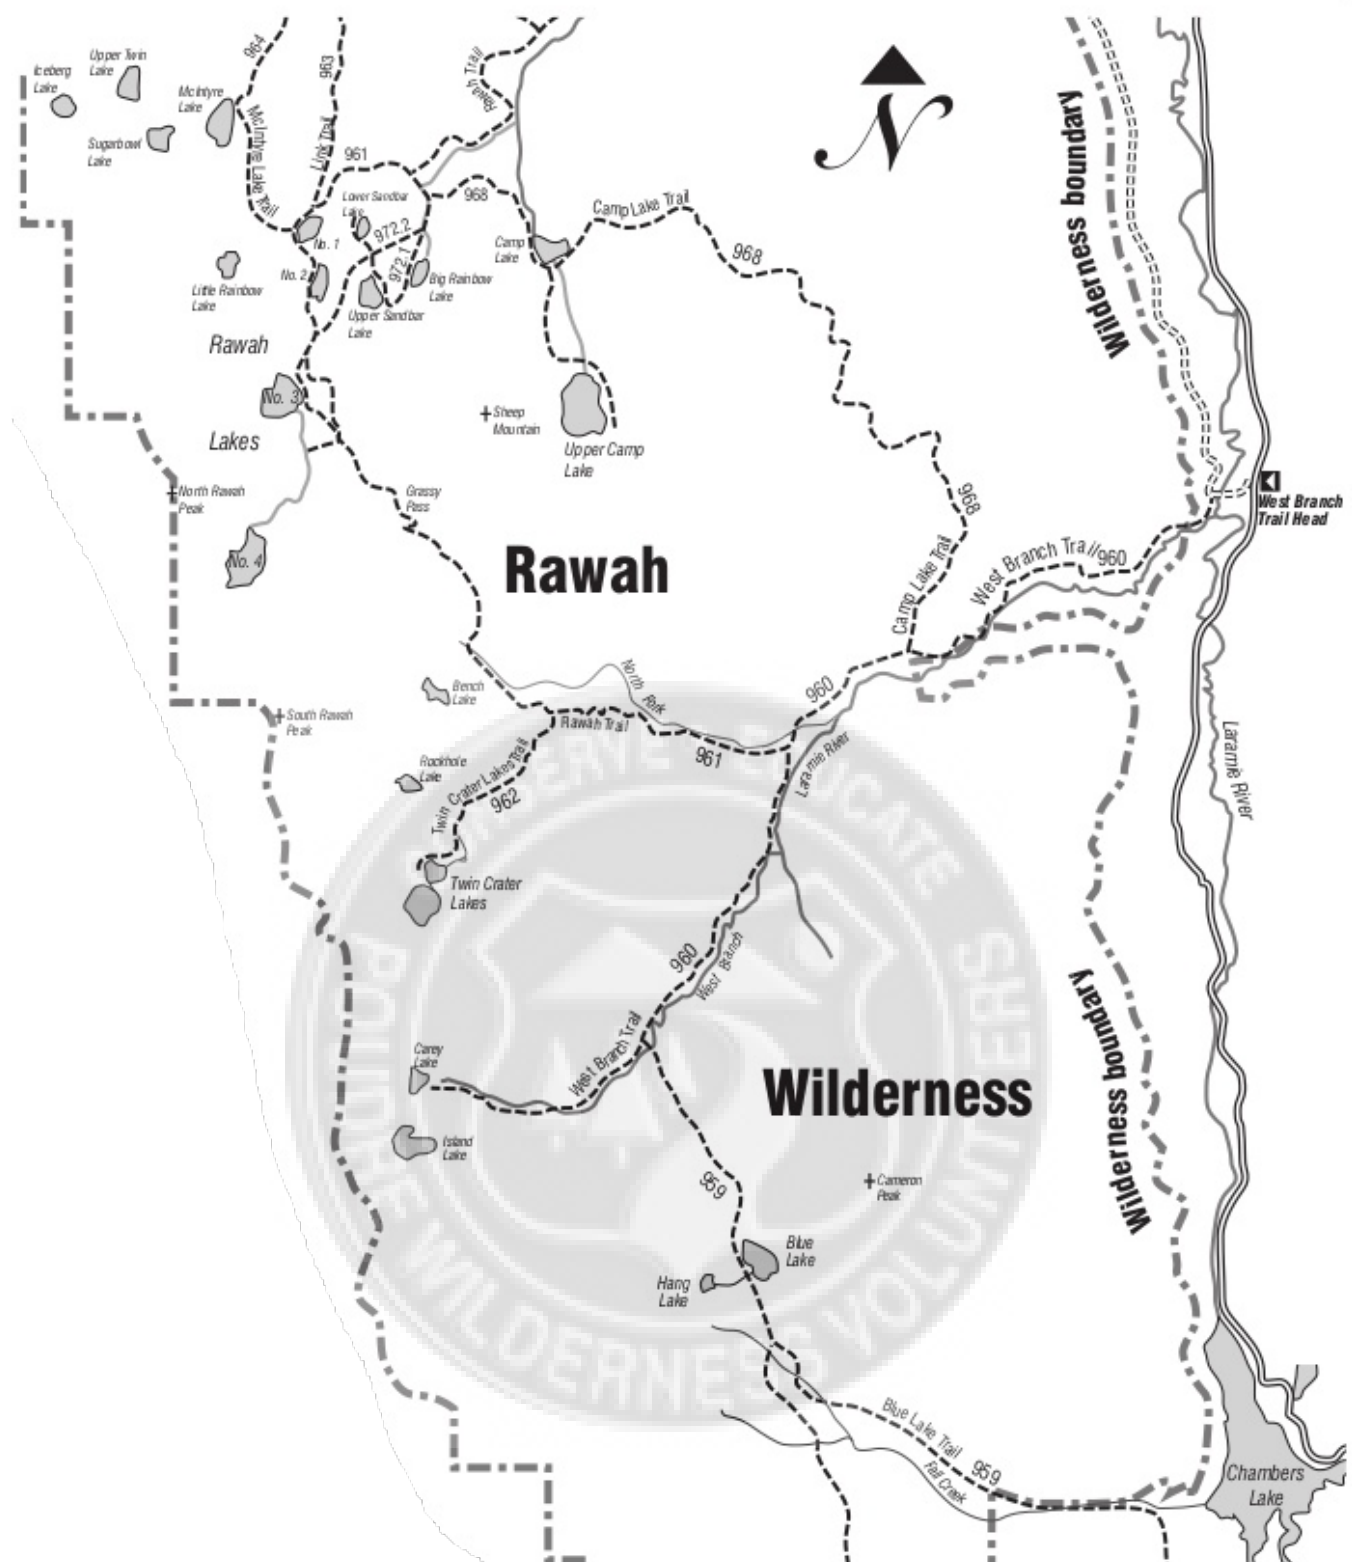 964
963
Rawah Trail
Iceberg
Lake
Upper Twin
Lake
McIntyre
Lake
Sugarbowl
Lake
McIntyre Lake Trail
Link Trail
961
Lower Sandbar
Lake
968
Camp Lake Trail
N
Wilderness boundary
No. 1
972.2
972.1
Camp
Lake
968
Little Rainbow
Lake
No. 2
Big Rainbow
Lake
Upper Sandbar
Lake
Rawah
No. 3
Lakes
Sheep
Mountain
Upper Camp
Lake
North Rawah
Peak
Grassy
Pass
968
West Branch
Trail Head
No. 4
Rawah
Camp Lake Trail
West Branch Trail
960
North
Fork
Bench
Lake
960
South Rawah
Peak
Rawah Trail
961
Laramie River
Laramie River
Rockhole
Lake
Twin Crater Lakes Trail
962
Twin Crater
Lakes
960
West Branch
West Branch Trail
Carey
Lake
Wilderness
Wilderness boundary
Island
Lake
959
Cameron
Peak
Blue
Lake
Hang
Lake
Blue Lake Trail
959
Fall Creek
Chambers
Lake
POUDRE WILDERNESS VOLUNTEERS
EDUCATE